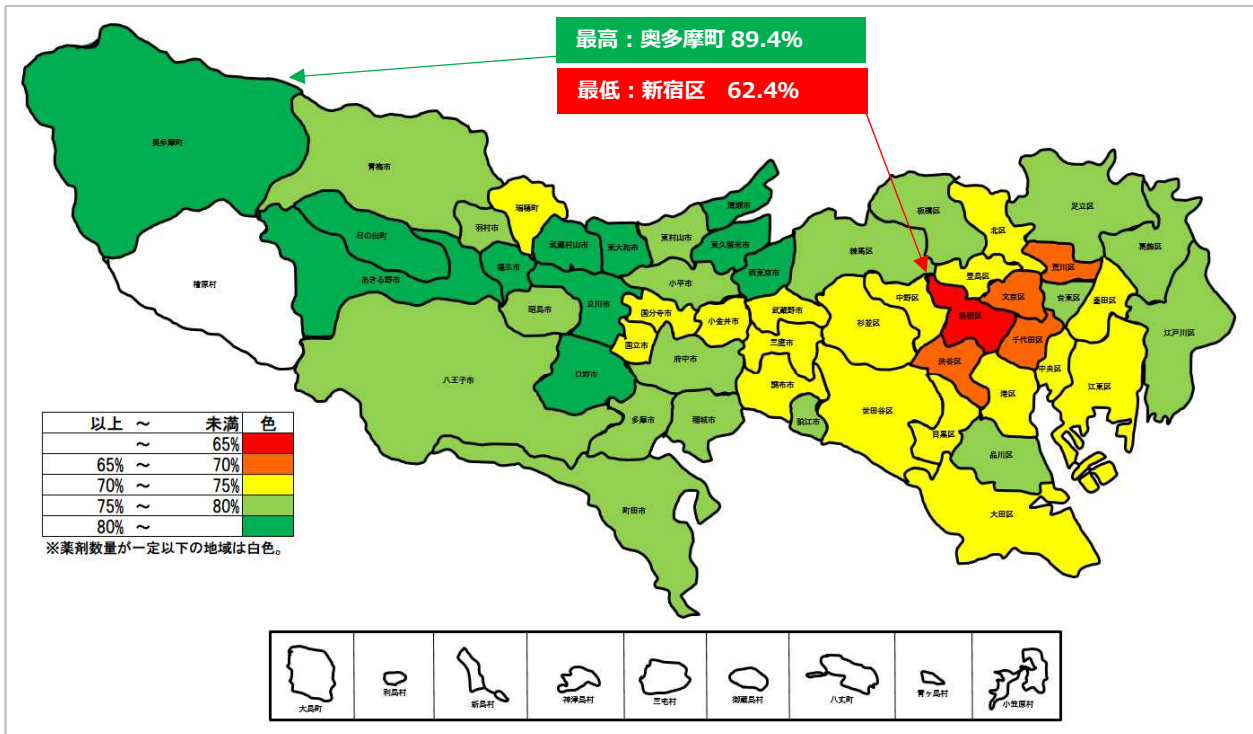 最高：奥多摩町 89.4%
最低：新宿区 62.4%
奥多摩町
青梅市
瑞穂町
羽村市
日の出町
あきる野市
檜原村
福生市
武蔵村山市
東大和市
東村山市
清瀬市
東久留米市
西東京市
立川市
昭島市
小平市
国分寺市
小金井市
武蔵野市
国立市
三鷹市
府中市
日野市
八王子市
多摩市
稲城市
調布市
狛江市
町田市
練馬区
板橋区
北区
足立区
葛飾区
荒川区
豊島区
文京区
台東区
墨田区
江戸川区
中野区
杉並区
新宿区
千代田区
渋谷区
中央区
江東区
港区
世田谷区
目黒区
品川区
大田区
以上 ～ 未満 色
～ 65%
65% ～ 70%
70% ～ 75%
75% ～ 80%
80% ～
※薬剤数量が一定以下の地域は白色。
大島町
利島村
新島村
神津島村
三宅村
御蔵島村
八丈町
青ヶ島村
小笠原村